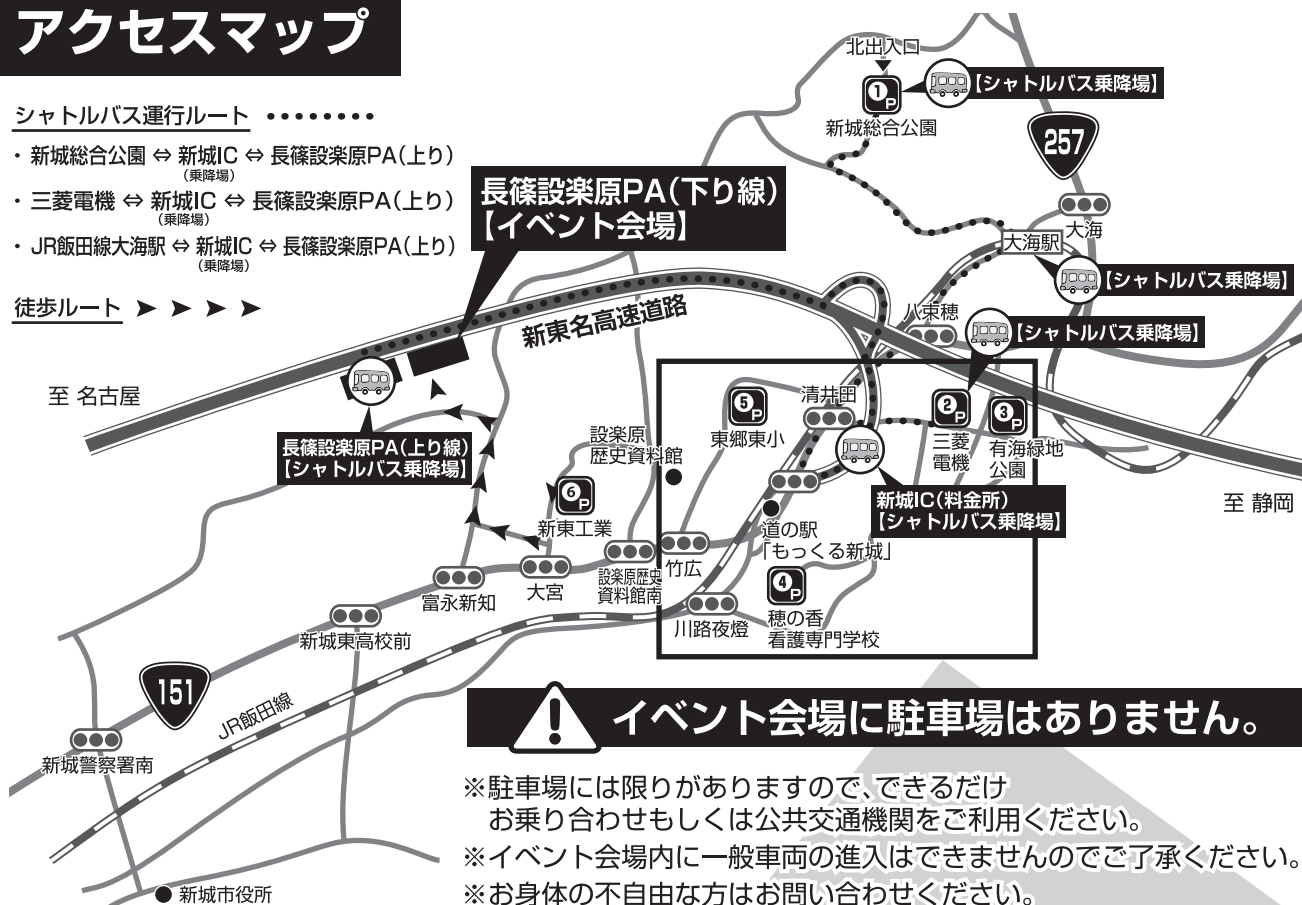 アクセスマップ
シャトルバス運行ルート
・新城総合公園 ⇔ 新城IC ⇔ 長篠設楽原PA(上り)
(乗降場)
・三菱電機 ⇔ 新城IC ⇔ 長篠設楽原PA(上り)
(乗降場)
・JR飯田線大海駅 ⇔ 新城IC ⇔ 長篠設楽原PA(上り)
(乗降場)
徒歩ルート
北出入口
1P
【シャトルバス乗降場】
新城総合公園
257
大海
大海駅
【シャトルバス乗降場】
長篠設楽原PA(下り線)
【イベント会場】
新東名高速道路
八束穂
【シャトルバス乗降場】
至 名古屋
長篠設楽原PA(上り線)
【シャトルバス乗降場】
設楽原
歴史資料館
5P
東郷東小
清井田
2P
三菱
電機
3P
有海緑地
公園
至 静岡
新城IC(料金所)
【シャトルバス乗降場】
6P
新東工業
道の駅
「もっくる新城」
竹広
設楽原歴史
資料館南
大宮
富永新知
4P
穂の香
看護専門学校
川路夜燈
新城東高校前
151
JR飯田線
新城警察署南
新城市役所
! イベント会場に駐車場はありません。
※駐車場には限りがありますので、できるだけ
お乗り合わせもしくは公共交通機関をご利用ください。
※イベント会場内に一般車両の進入はできませんのでご了承ください。
※お身体の不自由な方はお問い合わせください。